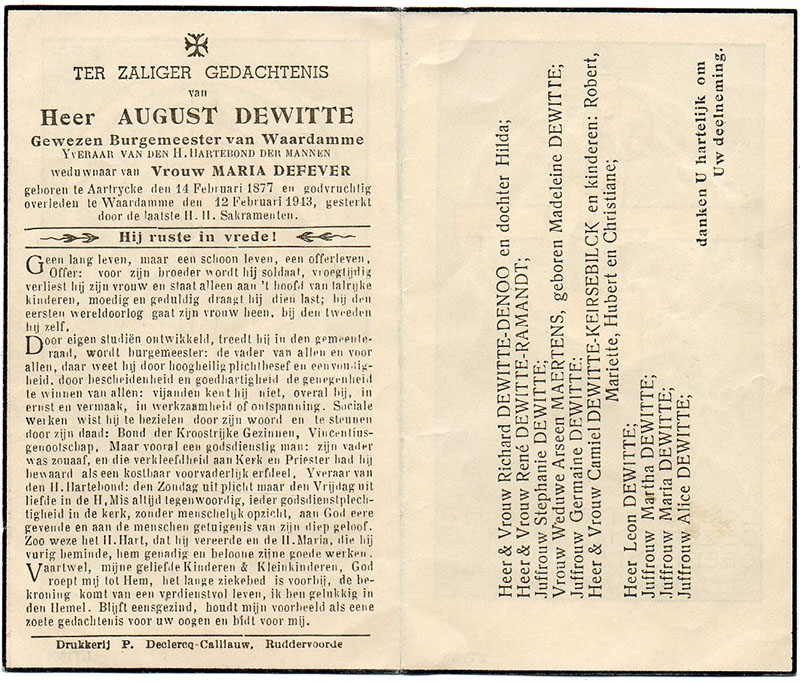 TER ZALIGER GEDACHTENIS
van
Heer AUGUST DEWITTE
Gewezen Burgemeester van Waardamme
YVERAAR VAN DEN H. HARTEBOND DER MANNEN
weduwnaar van Vrouw MARIA DEFEVER
geboren te Aartrycke den 14 Februari 1877 en godvruchtig
overleden te Waardamme den 12 Februari 1943, gesterkt
door de laatste H. H. Sakramenten.
Hij ruste in vrede!
Geen lang leven, maar een schoon leven, een offerleven,
Offer: voor zijn broeder wordt hij soldaat, vroegtijdig
verliest hij zijn vrouw en staat alleen aan 't hoofd van talrijke
kinderen, moedig en geduldig draagt hij dien last; bij den
eersten wereldoorlog gaat zijn vrouw heen, bij den tweeden
hij zelf.
Door eigen studiën ontwikkeld, treedt hij in den gemeente-
raad, wordt burgemeester: de vader van allen en voor
allen, daar weet hij door hoogheilig plichtbesef en eenvondig-
heid, door bescheidenheid en goedhartigheid de genegenheid
te winnen van allen: vijanden kent hij niet, overal hij, in
ernst en vermaak, in werkzaamheid of ontspanning. Sociale
werken wist hij te bezielen door zijn woord en te steunen
door zijn daad: Bond der Kroostrijke Gezinnen, Vincentius-
genootschap. Maar vooral een godsdienstig man: zijn vader
was zouaaf, en die verkleefdheid aan Kerk en Priester had hij
bewaard als een kostbaar voorvaderlijk erfdeel, Yveraar van
den H. Hartebond: den Zondag uit plicht maar den Vrijdag uit
liefde in de H, Mis altijd tegenwoordig, ieder godsdienstplech-
tigheid in de kerk, zonder menschelijk opzicht, aan God eere
gevende en aan de menschen getuigenis van zijn diep geloof.
Zoo weze het H. Hart, dat hij vereerde en de H. Maria, die hij
vurig beminde, hem genadig en beloone zijne goede werken.
Vaartwel, mijne geliefde Kinderen & Kleinkinderen, God
roept mij tot Hem, het lange ziekebed is voorbij, de be-
kroning komt van een verdienstvol leven, ik ben gelukkig in
den Hemel. Blijft eensgezind, houdt mijn voorbeeld als eene
zoete gedachtenis voor uw oogen en bidt voor mij.
Drukkerij P. Declercq-Callauw, Ruddervoorde
Heer & Vrouw Richard DEWITTE-DENOO en dochter Hilda;
Heer & Vrouw René DEWITTE-RAMANDT;
Juffrouw Stephanie DEWITTE;
Vrouw Weduwe Arseen MAERTENS, geboren Madeleine DEWITTE;
Juffrouw Germaine DEWITTE:
Heer & Vrouw Camiel DEWITTE-KEIRSEBILCK en kinderen: Robert,
Mariette, Hubert en Christiane;
Heer Leon DEWITTE;
Juffrouw Martha DEWITTE;
Juffrouw Maria DEWITTE;
Juffrouw Alice DEWITTE;
danken U hartelijk om
Uw deelneming.